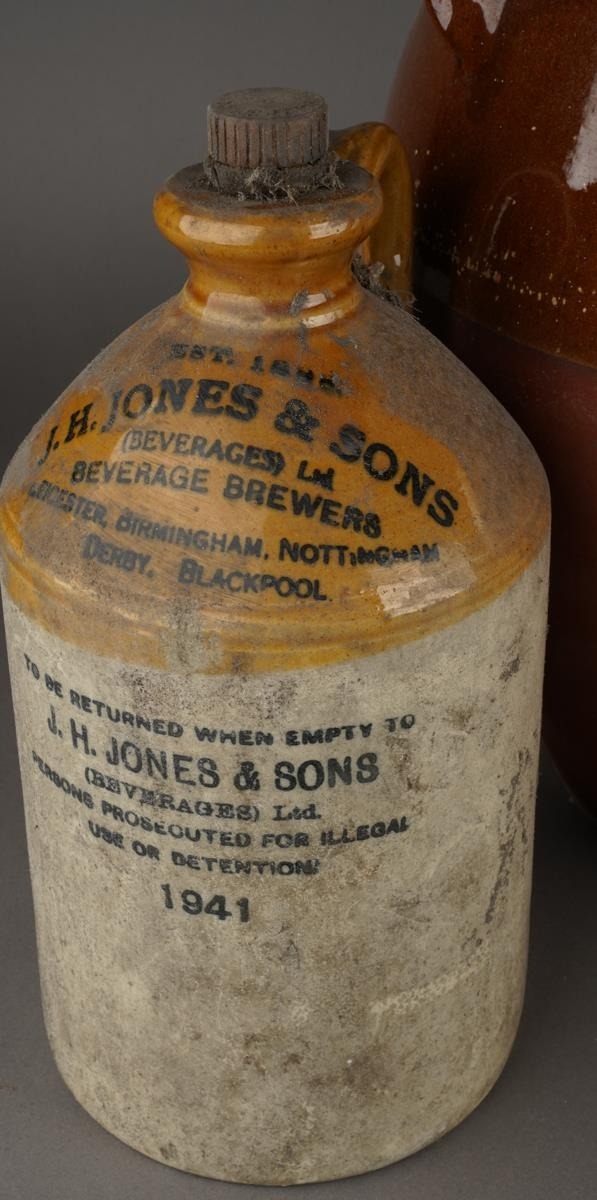 EST.
J. H. JONES & SONS
(BEVERAGES) Ltd
BEVERAGE BREWERS
LEICESTER, BIRMINGHAM, NOTTINGHAM
DERBY, BLACKPOOL.
TO BE RETURNED WHEN EMPTY TO
J. H. JONES & SONS
(BEVERAGES) Ltd.
PERSONS PROSECUTED FOR ILLEGAL
USE OR DETENTION.
1941